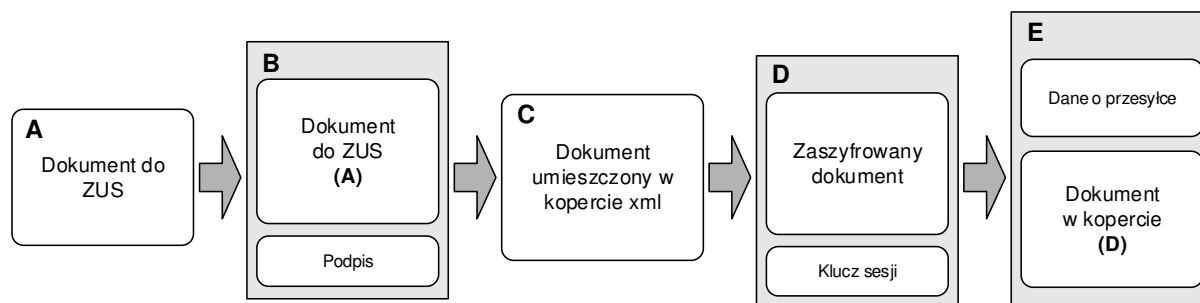 A
Dokument do
ZUS
B
Dokument
do ZUS
(A)
Podpis
C
Dokument
umieszczony w
kopercie xml
D
Zaszyfrowany
dokument
Klucz sesji
E
Dane o przesyłce
Dokument
w kopercie
(D)